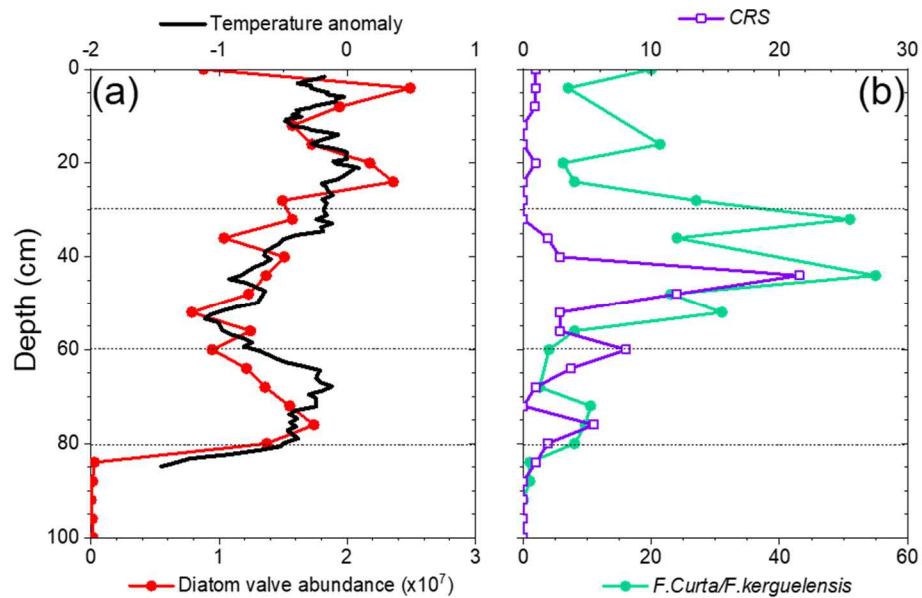 Temperature anomaly
CRS
-2 -1 0 1
0 10 20 30
(a)
(b)
Depth (cm)
0
20
40
60
80
100
0 1 2 3
0 20 40 60
Diatom valve abundance (x10⁷)
F.Curta/F.kerguelensis